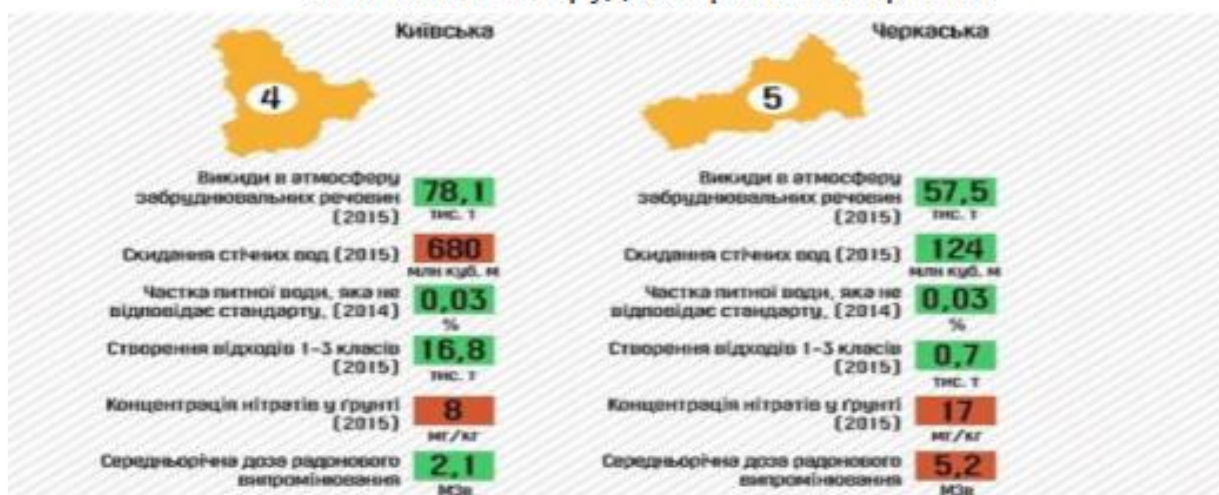 Київська
4
Викиди в атмосферу
забруднювальних речовин
(2015)
78,1
тис. т
Скидання стічних вод (2015)
680
млн куб. м
Частка питної води, яка не
відповідає стандарту, (2014)
0,03
%
Створення відходів 1-3 класів
(2015)
16,8
тис. т
Концентрація нітратів у ґрунті
(2015)
8
мг/кг
Середньорічна доза радонового
випромінювання
2,1
МЗв
Черкаська
5
Викиди в атмосферу
забруднювальних речовин
(2015)
57,5
тис. т
Скидання стічних вод (2015)
124
млн куб. м
Частка питної води, яка не
відповідає стандарту, (2014)
0,03
%
Створення відходів 1-3 класів
(2015)
0,7
тис. т
Концентрація нітратів у ґрунті
(2015)
17
мг/кг
Середньорічна доза радонового
випромінювання
5,2
МЗв